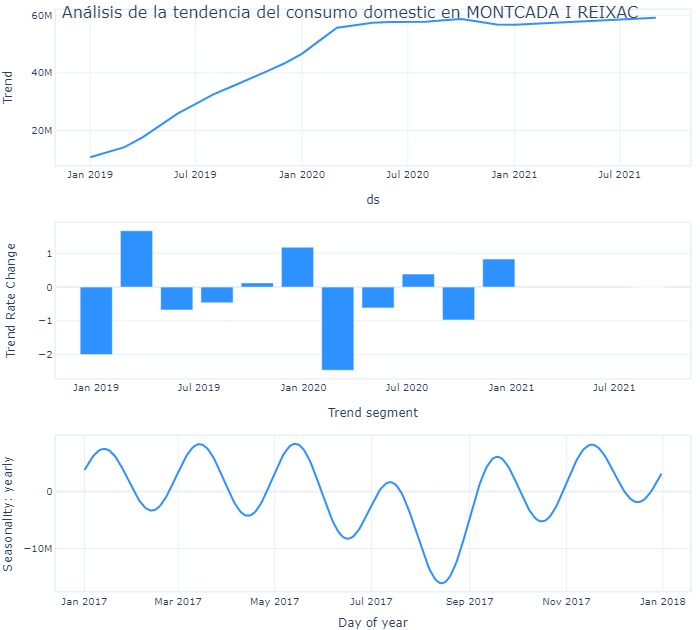 Análisis de la tendencia del consumo domestic en MONTCADA I REIXAC
60M
40M
20M
Trend
Jan 2019 Jul 2019 Jan 2020 Jul 2020 Jan 2021 Jul 2021
ds
1
0
−1
−2
Trend Rate Change
Jan 2019 Jul 2019 Jan 2020 Jul 2020 Jan 2021 Jul 2021
Trend segment
0
−10M
Seasonality: yearly
Jan 2017 Mar 2017 May 2017 Jul 2017 Sep 2017 Nov 2017 Jan 2018
Day of year